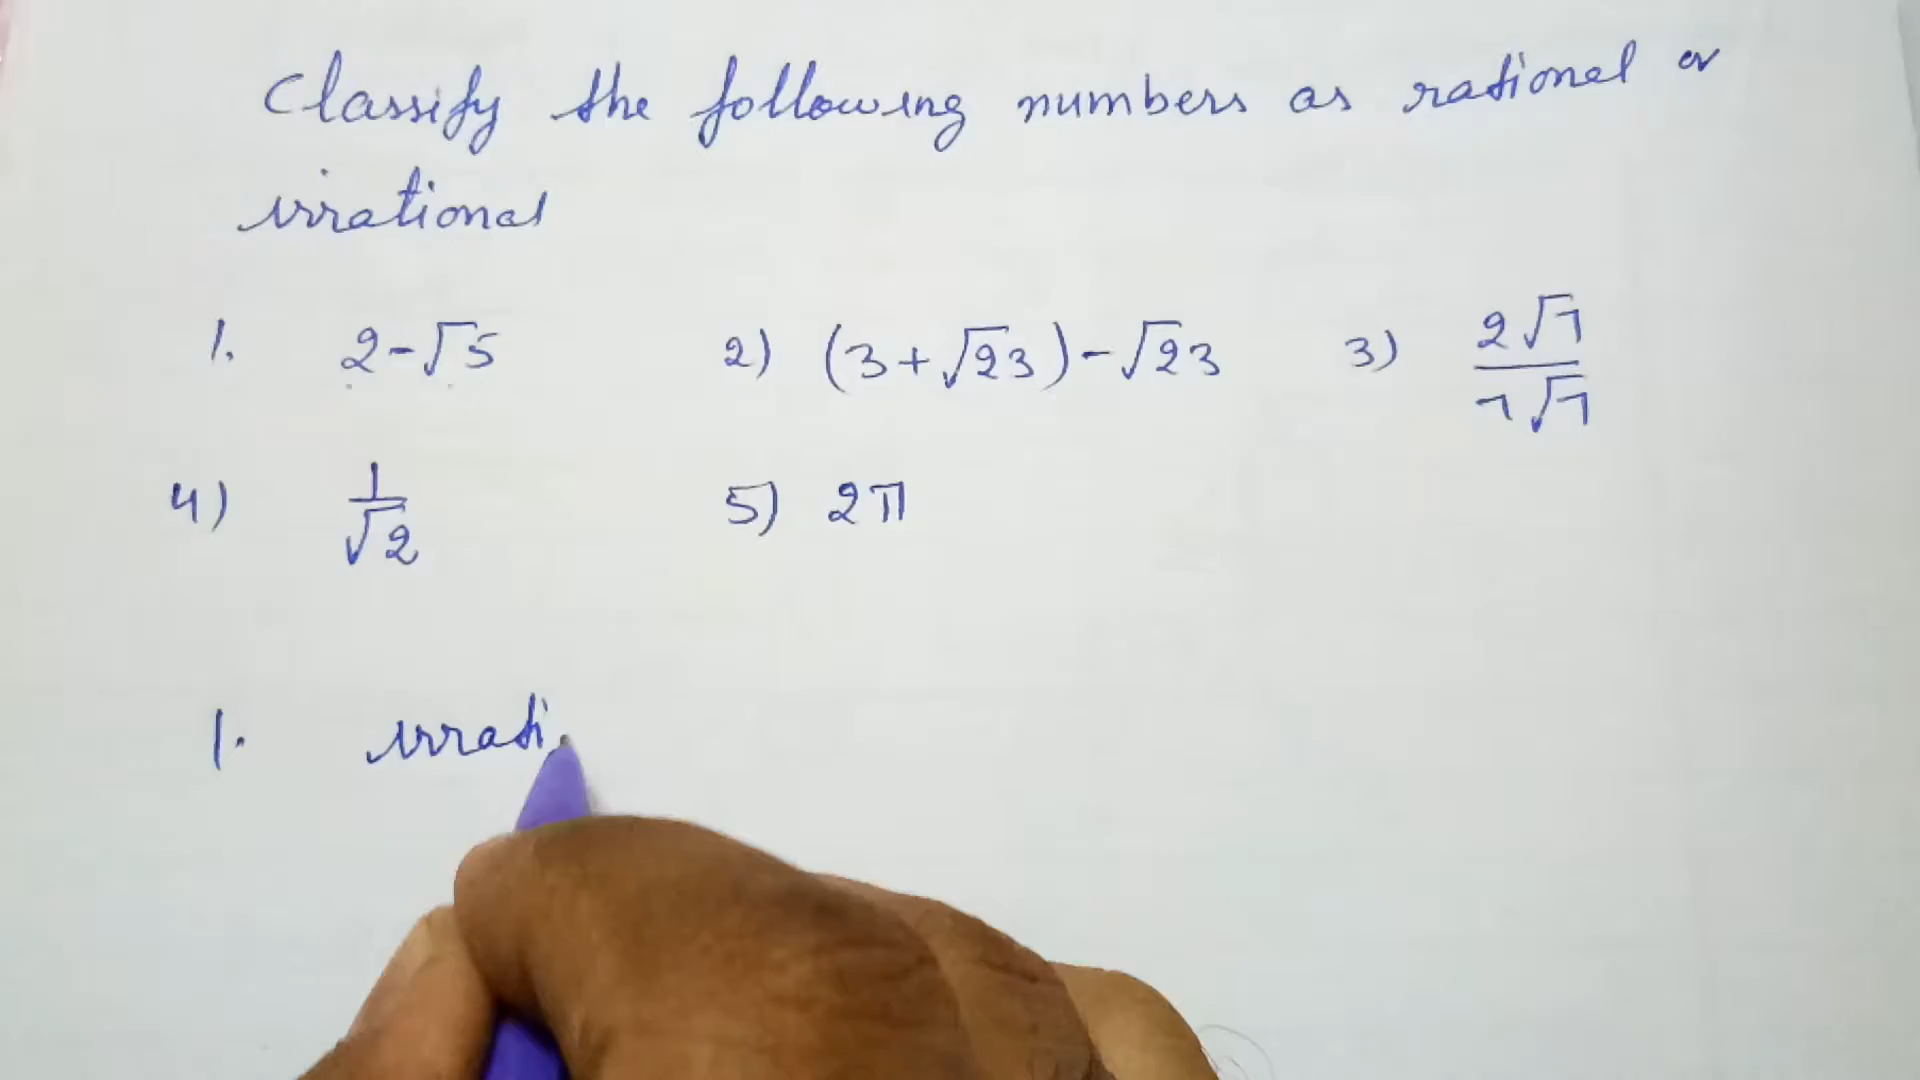 Classify the following numbers as rational or
irrational
1. 2-√5 2) (3+√23)-√23 3) 2√7/7√7
4) 1/√2 5) 2π
1. irrati